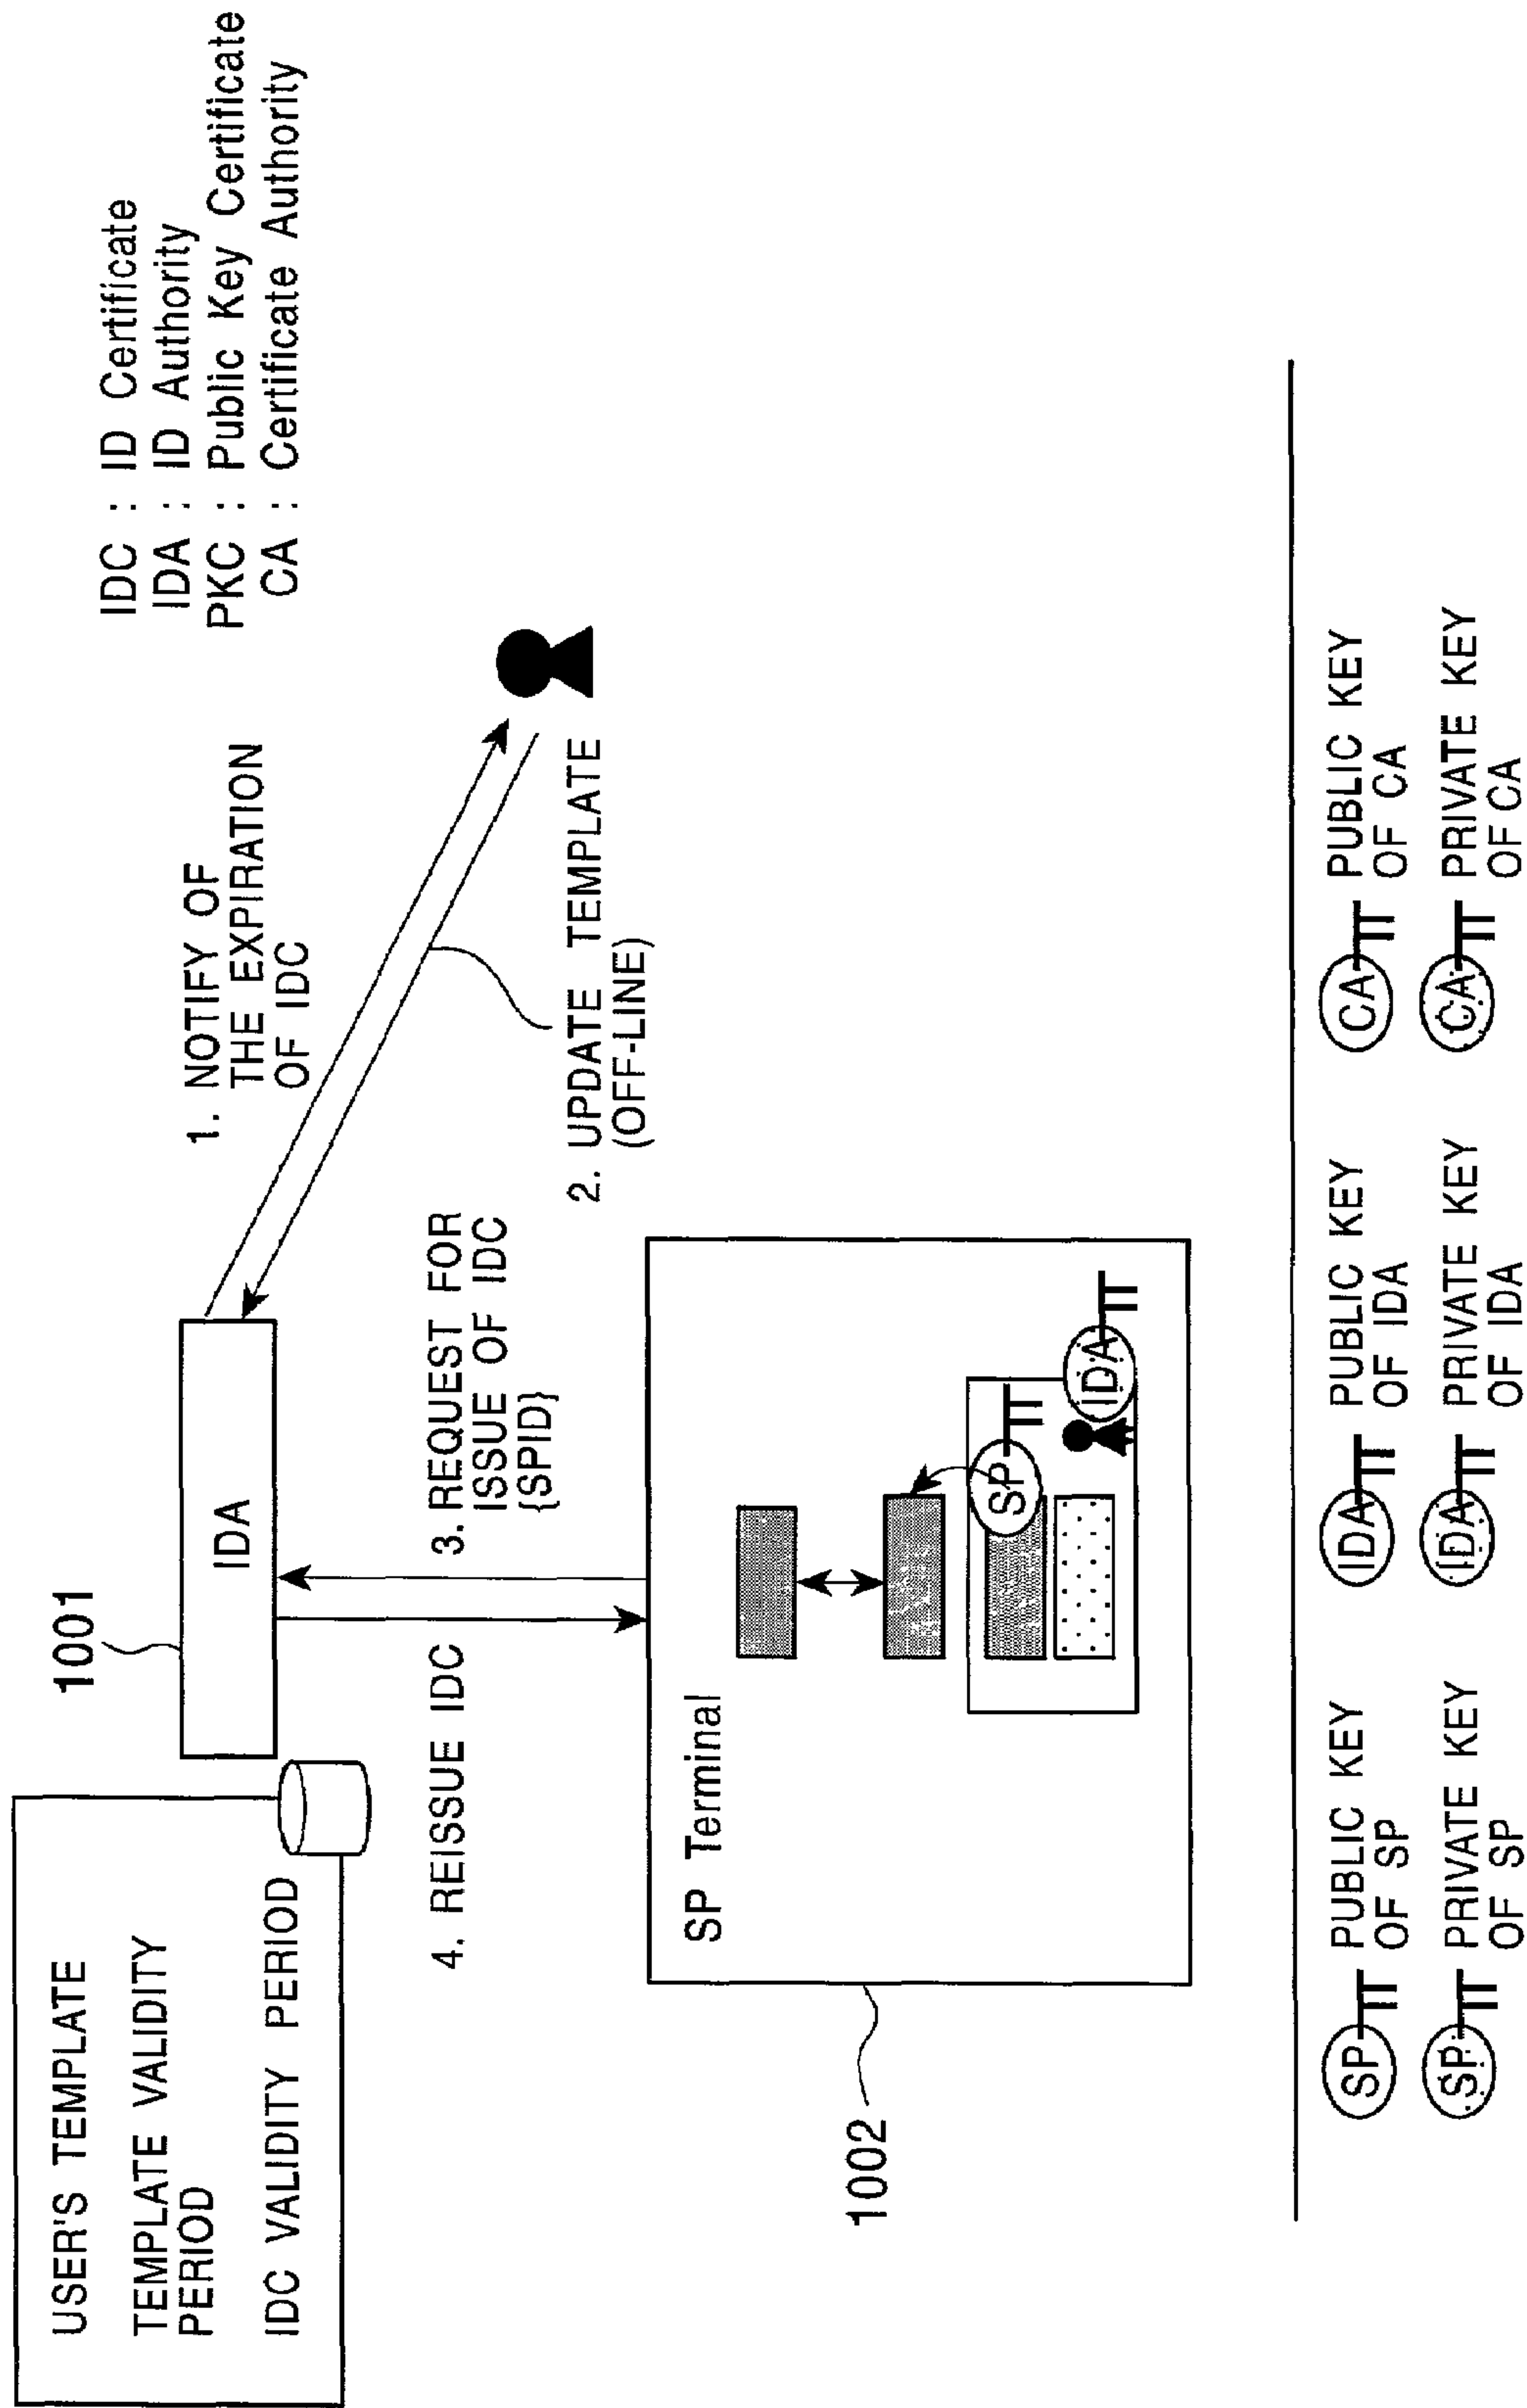 USER'S TEMPLATE
TEMPLATE VALIDITY
PERIOD
IDC VALIDITY PERIOD
1001
IDA
IDC : ID Certificate
IDA : ID Authority
PKC : Public Key Certificate
CA : Certificate Authority
1. NOTIFY OF
THE EXPIRATION
OF IDC
2. UPDATE TEMPLATE
(OFF-LINE)
3. REQUEST FOR
ISSUE OF IDC
{SPID}
4. REISSUE IDC
1002
SP Terminal
SP
IDA
SP
PUBLIC KEY
OF SP
IDA
PUBLIC KEY
OF IDA
CA
PUBLIC KEY
OF CA
SP
PRIVATE KEY
OF SP
IDA
PRIVATE KEY
OF IDA
CA
PRIVATE KEY
OF CA